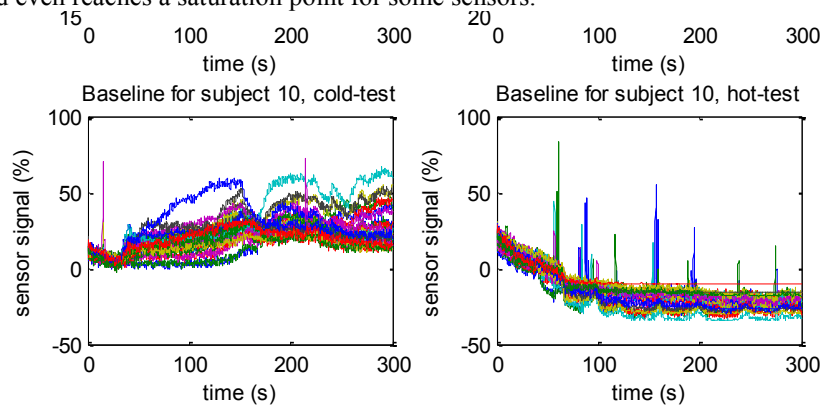 d even reaches a saturation point for some sensors.
15
20
0 100 200 300
0 100 200 300
time (s)
time (s)
Baseline for subject 10, cold-test
100
50
0
-50
sensor signal (%)
0 100 200 300
time (s)
Baseline for subject 10, hot-test
100
50
0
-50
sensor signal (%)
0 100 200 300
time (s)